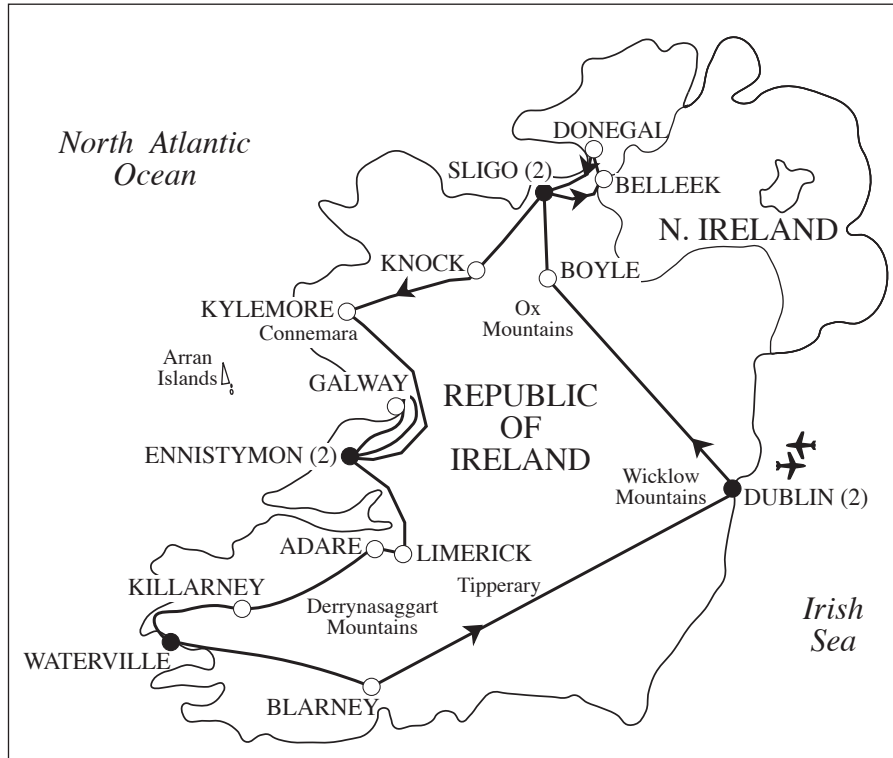 DONEGAL
North Atlantic
Ocean
SLIGO (2)
BELLEEK
N. IRELAND
KNOCK
BOYLE
KYLEMORE
Connemara
Ox
Mountains
Arran
Islands
GALWAY
REPUBLIC
OF
IRELAND
ENNISTYMON (2)
Wicklow
Mountains
DUBLIN (2)
ADARE
LIMERICK
KILLARNEY
Tipperary
Derrynasaggart
Mountains
Irish
Sea
WATERVILLE
BLARNEY